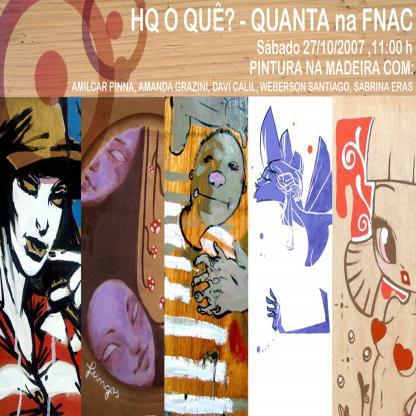 HQ O QUÊ? - QUANTA na FNAC
Sábado 27/10/2007 ,11:00 h
PINTURA NA MADEIRA COM:
AMILCAR PINNA, AMANDA GRAZINI, DAVI CALIL, WEBERSON SANTIAGO, SABRINA ERAS